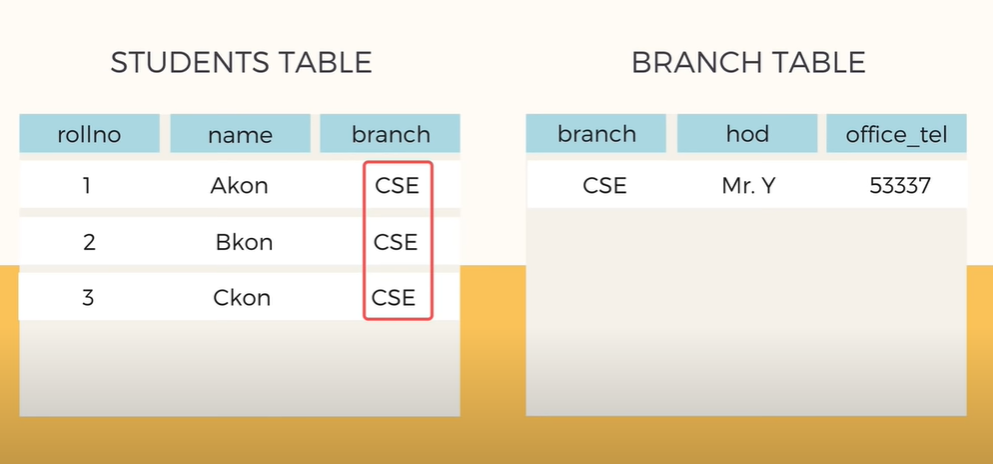 STUDENTS TABLE
rollno name branch
1 Akon CSE
2 Bkon CSE
3 Ckon CSE
BRANCH TABLE
branch hod office_tel
CSE Mr. Y 53337